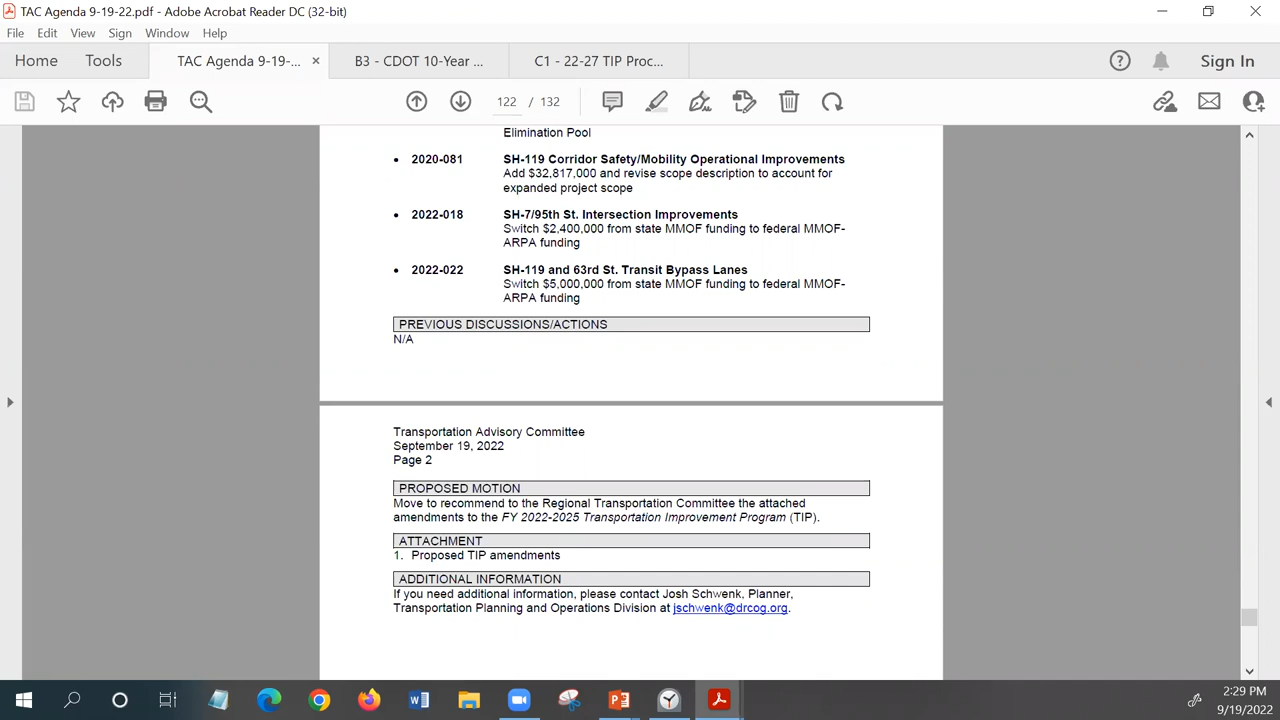 TAC Agenda 9-19-22.pdf - Adobe Acrobat Reader DC (32-bit)
File Edit View Sign Window Help
Home Tools TAC Agenda 9-19-... × B3 - CDOT 10-Year ... C1 - 22-27 TIP Proc... Sign In
122 / 132
Elimination Pool
• 2020-081 SH-119 Corridor Safety/Mobility Operational Improvements
Add $32,817,000 and revise scope description to account for
expanded project scope
• 2022-018 SH-7/95th St. Intersection Improvements
Switch $2,400,000 from state MMOF funding to federal MMOF-
ARPA funding
• 2022-022 SH-119 and 63rd St. Transit Bypass Lanes
Switch $5,000,000 from state MMOF funding to federal MMOF-
ARPA funding
PREVIOUS DISCUSSIONS/ACTIONS
N/A
Transportation Advisory Committee
September 19, 2022
Page 2
PROPOSED MOTION
Move to recommend to the Regional Transportation Committee the attached
amendments to the FY 2022-2025 Transportation Improvement Program (TIP).
ATTACHMENT
1. Proposed TIP amendments
ADDITIONAL INFORMATION
If you need additional information, please contact Josh Schwenk, Planner,
Transportation Planning and Operations Division at jschwenk@drcog.org.
2:29 PM
9/19/2022